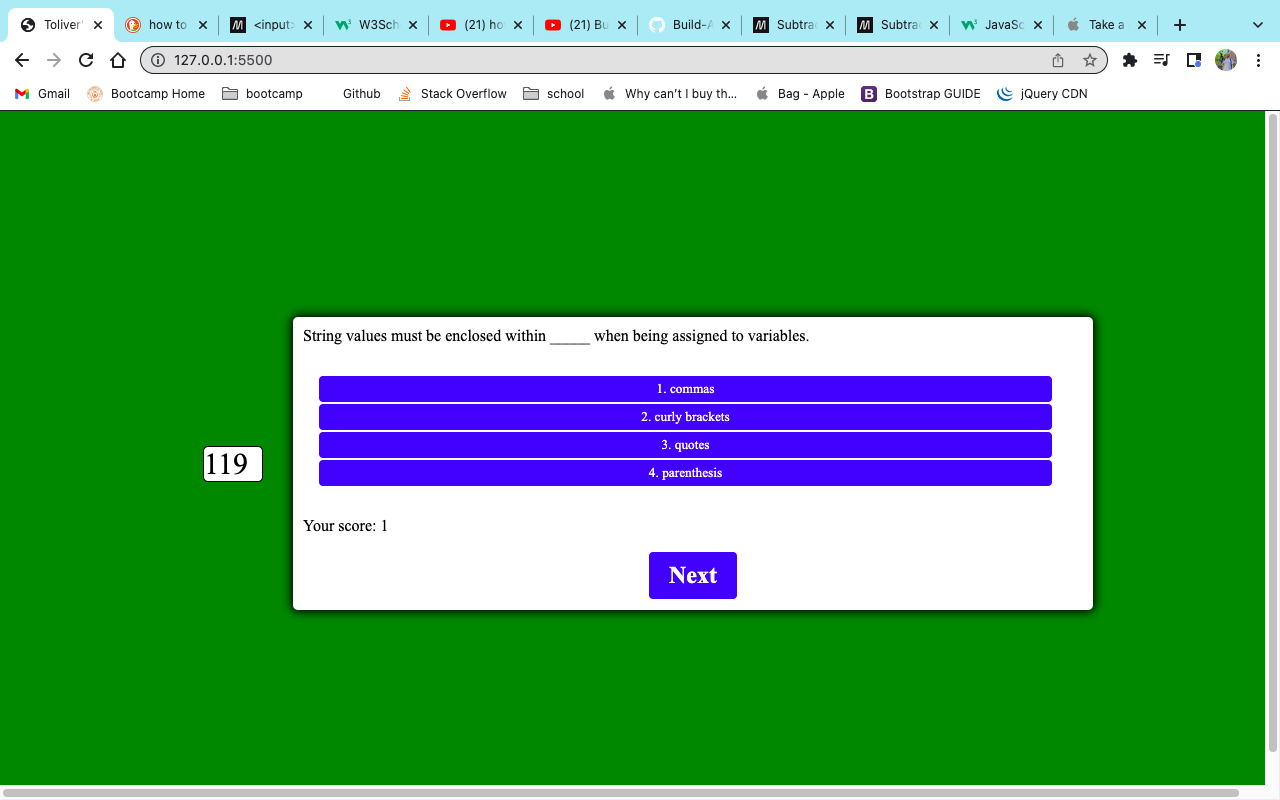 Toliver'
how to
<input>
W3Sch
(21) ho
(21) Bu
Build-A
Subtra
Subtra
JavaSc
Take a
127.0.0.1:5500
Gmail
Bootcamp Home
bootcamp
Github
Stack Overflow
school
Why can't I buy th...
Bag - Apple
B
Bootstrap GUIDE
jQuery CDN
String values must be enclosed within _____ when being assigned to variables.
1. commas
2. curly brackets
3. quotes
4. parenthesis
119
Your score: 1
Next